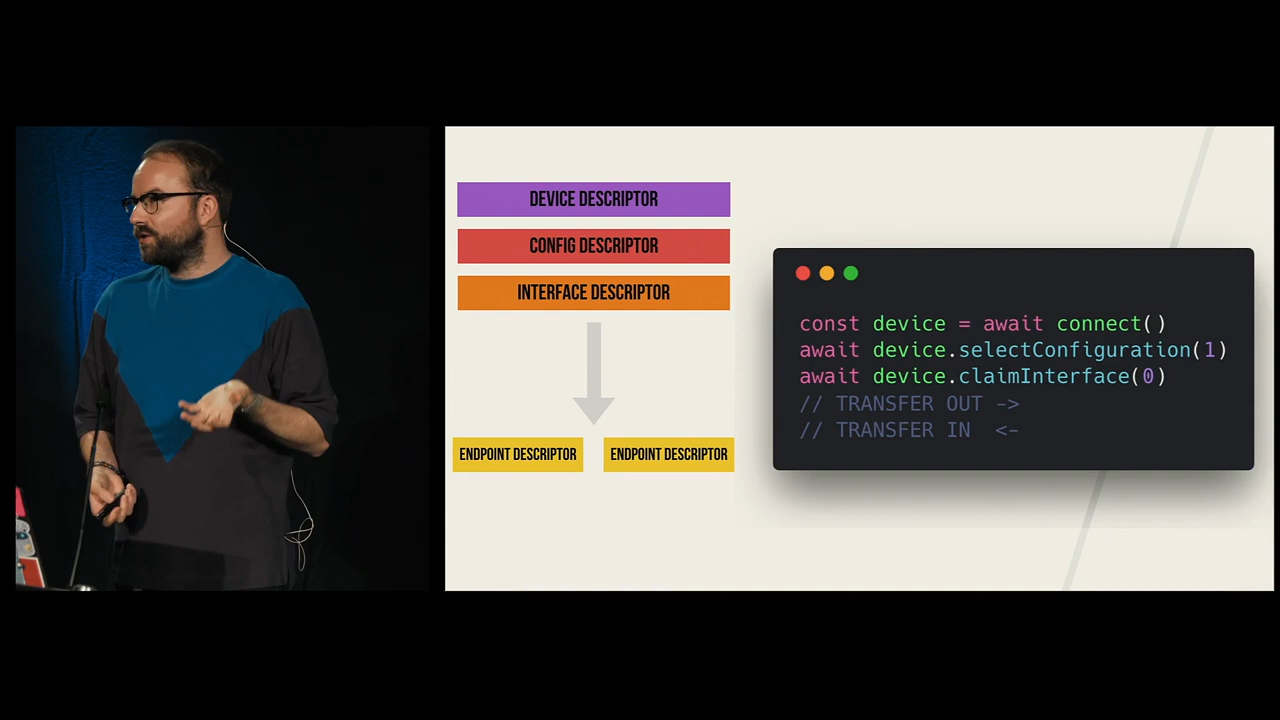 DEVICE DESCRIPTOR
CONFIG DESCRIPTOR
INTERFACE DESCRIPTOR
ENDPOINT DESCRIPTOR
ENDPOINT DESCRIPTOR
const device = await connect()
await device.selectConfiguration(1)
await device.claimInterface(0)
// TRANSFER OUT ->
// TRANSFER IN  <-